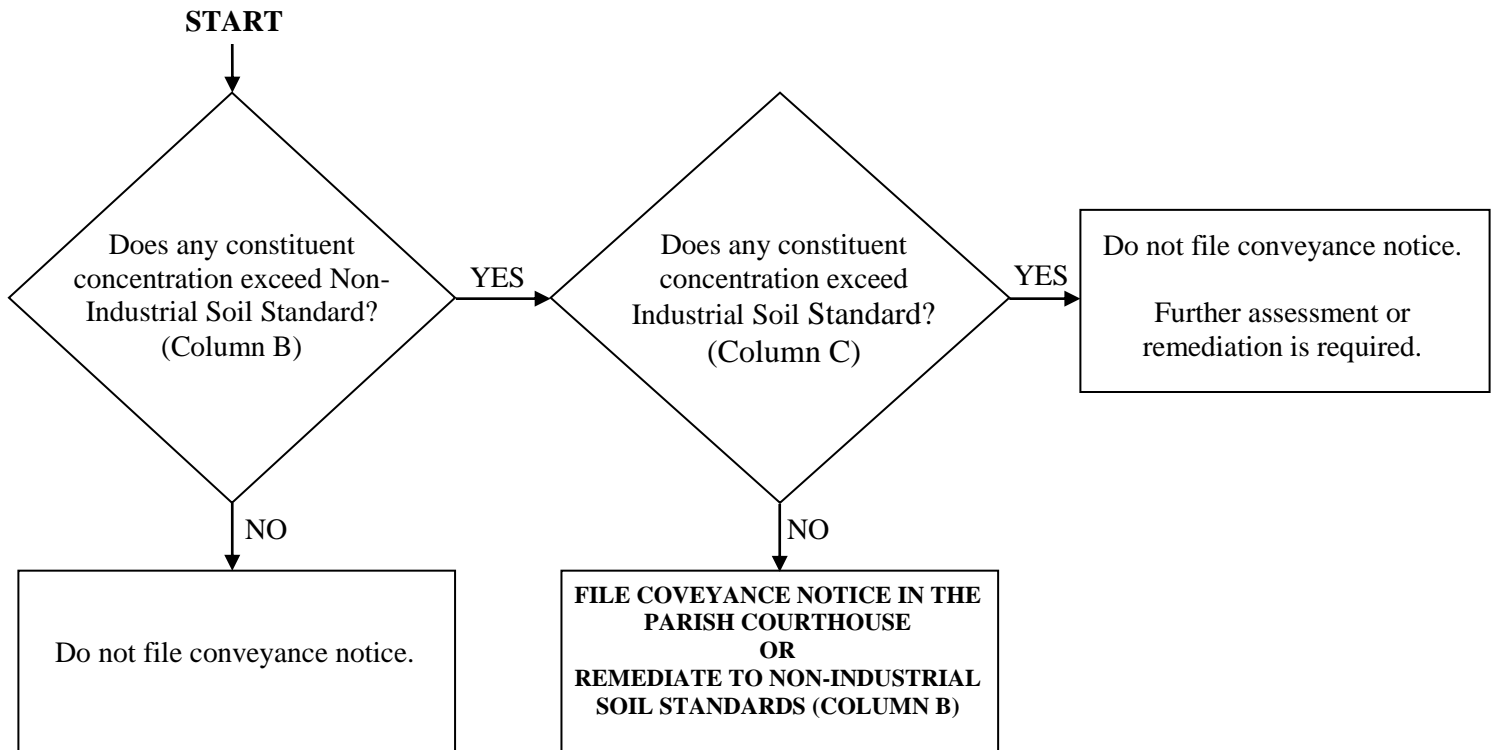 START
Does any constituent
concentration exceed Non-
Industrial Soil Standard?
(Column B)
YES
NO
Do not file conveyance notice.
Does any constituent
concentration exceed
Industrial Soil Standard?
(Column C)
YES
NO
FILE COVEYANCE NOTICE IN THE
PARISH COURTHOUSE
OR
REMEDIATE TO NON-INDUSTRIAL
SOIL STANDARDS (COLUMN B)
Do not file conveyance notice.
Further assessment or
remediation is required.